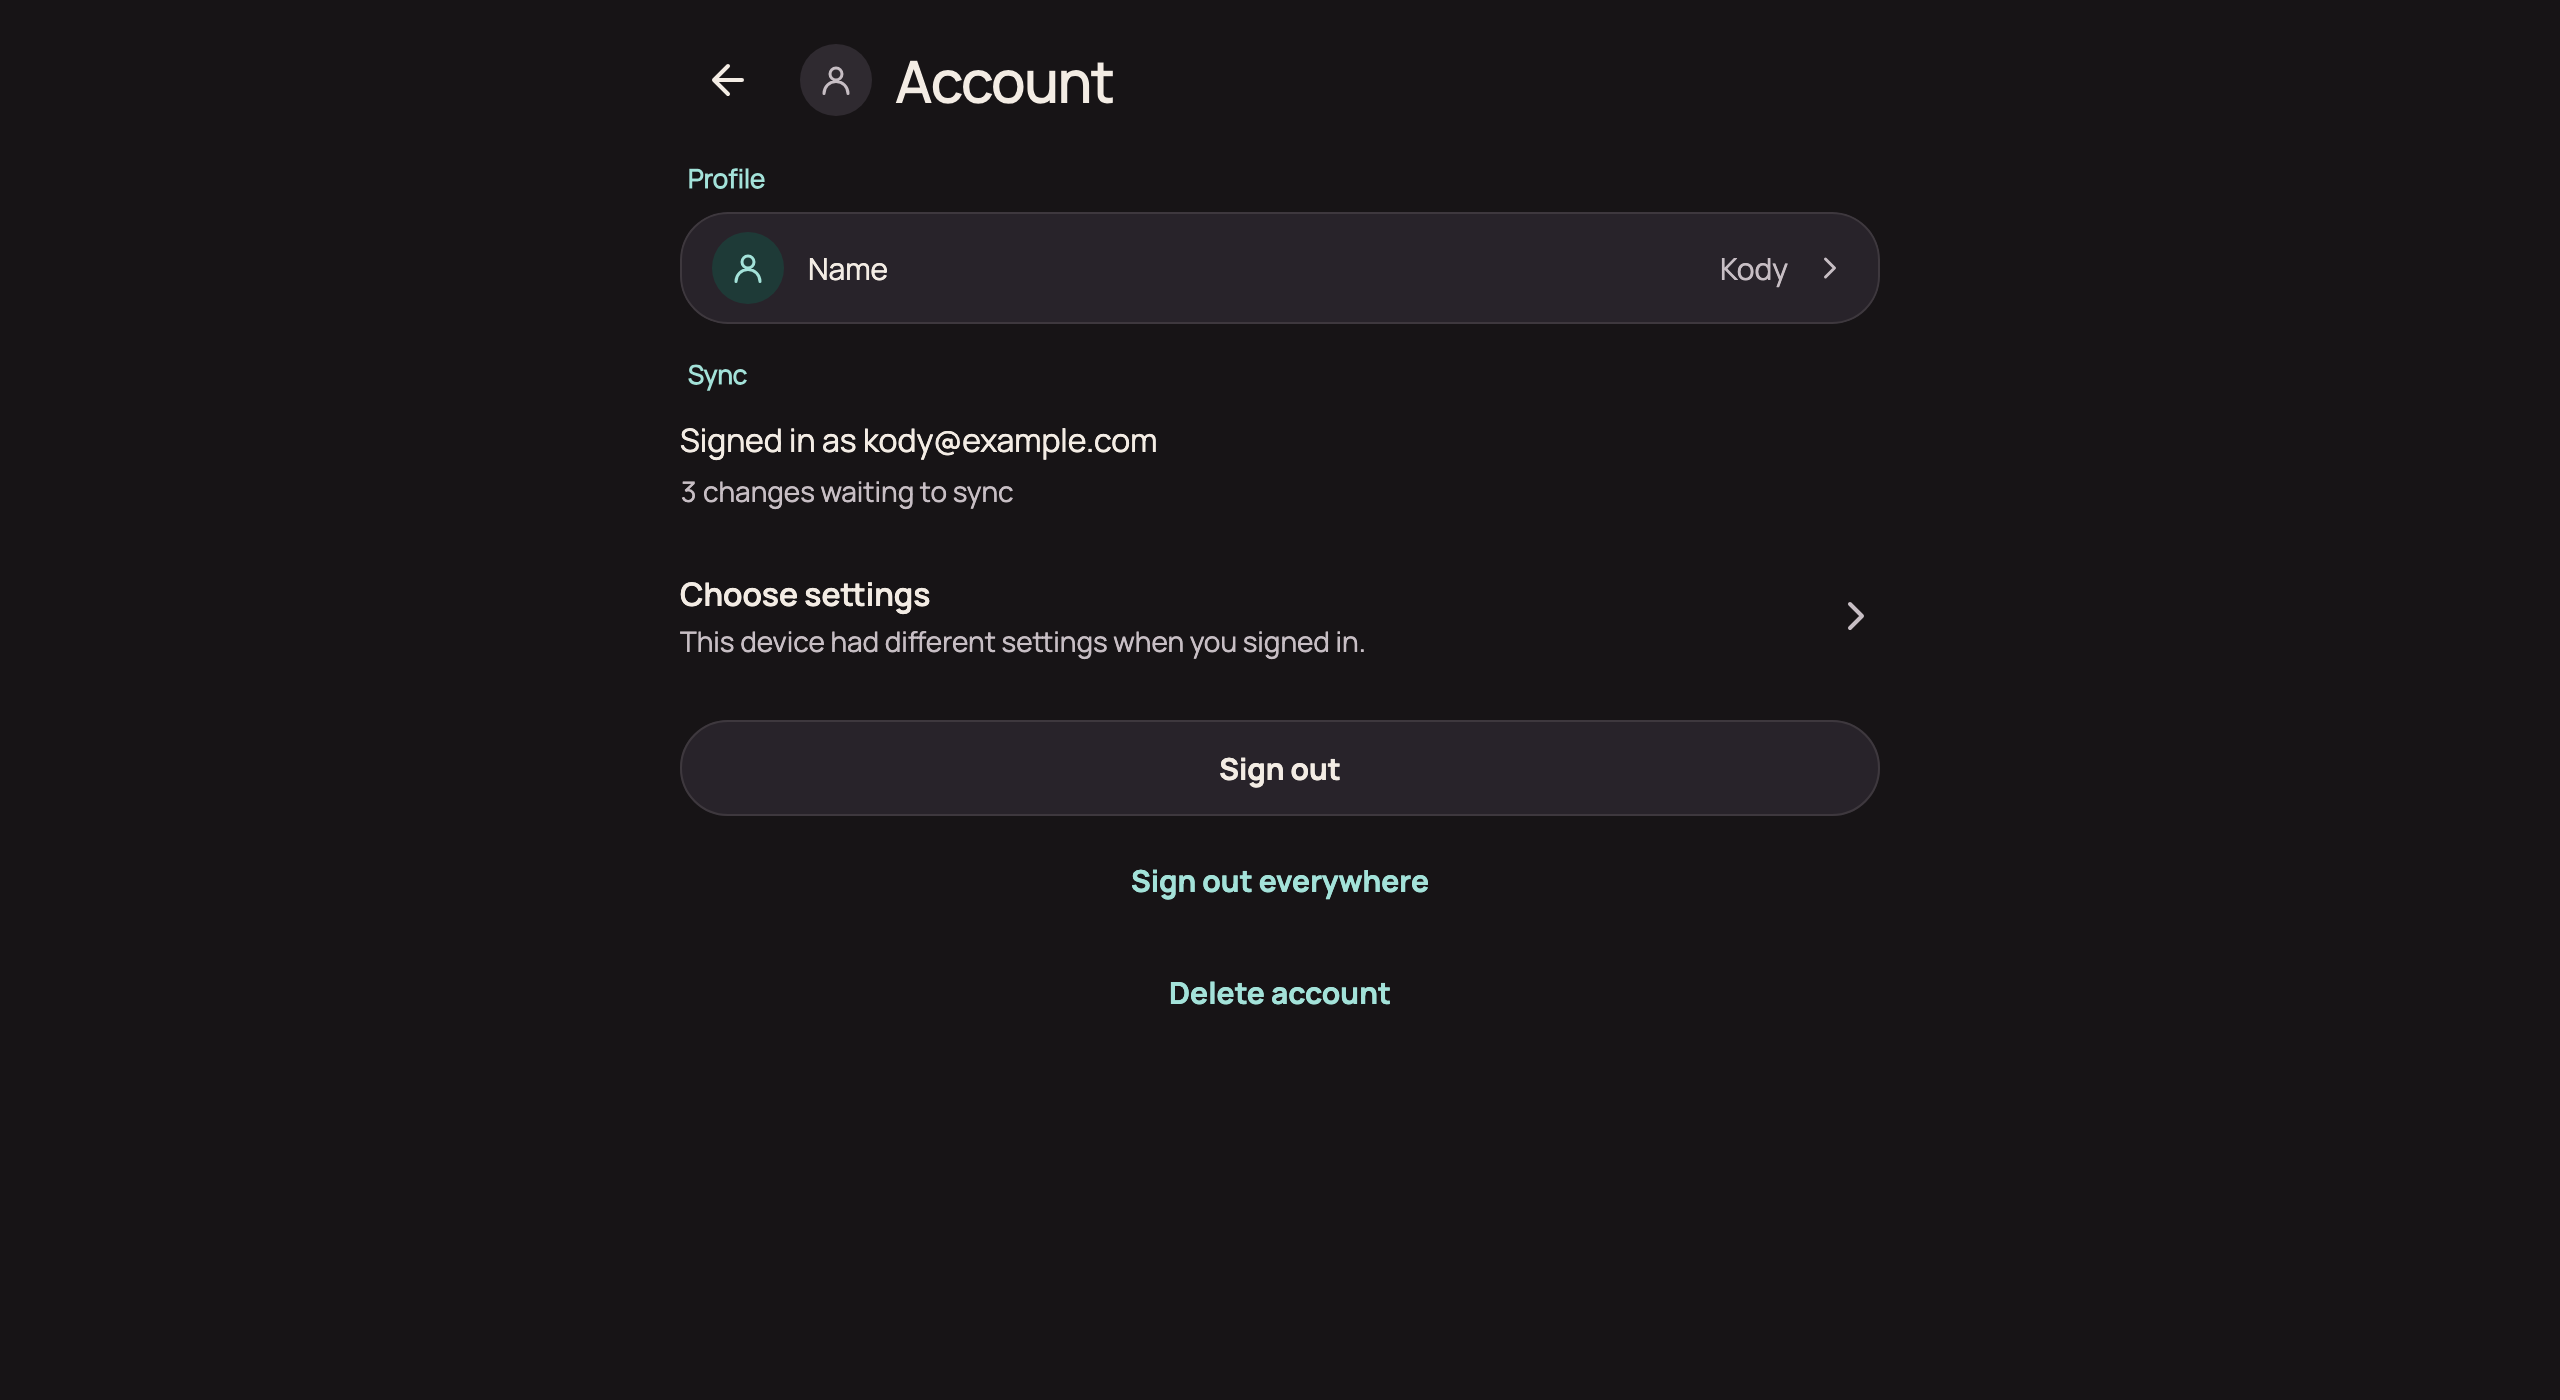 Account
Profile
Name
Kody
Sync
Signed in as kody@example.com
3 changes waiting to sync
Choose settings
This device had different settings when you signed in.
Sign out
Sign out everywhere
Delete account